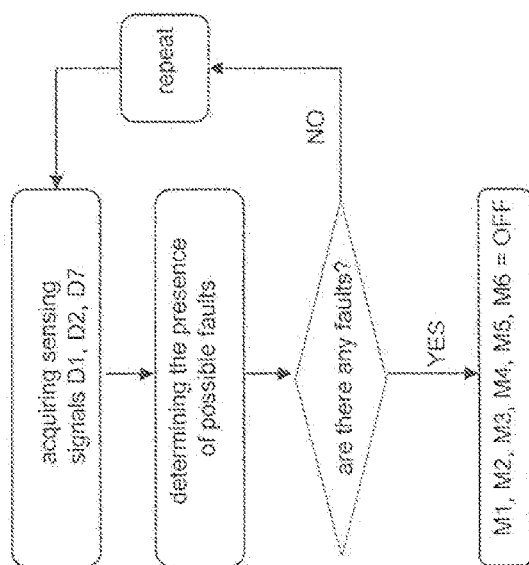 acquiring sensing
signals D1, D2, D7
determining the presence
of possible faults
are there any faults?
NO
repeat
YES
M1, M2, M3, M4, M5, M6 = OFF